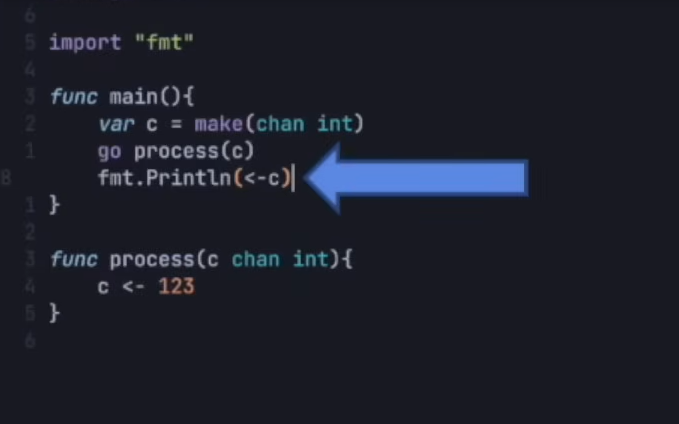 6
5 import "fmt"
4
3 func main(){
2 var c = make(chan int)
1 go process(c)
8 fmt.Println(<-c)
1 }
2
3 func process(c chan int){
4 c <- 123
5 }
6